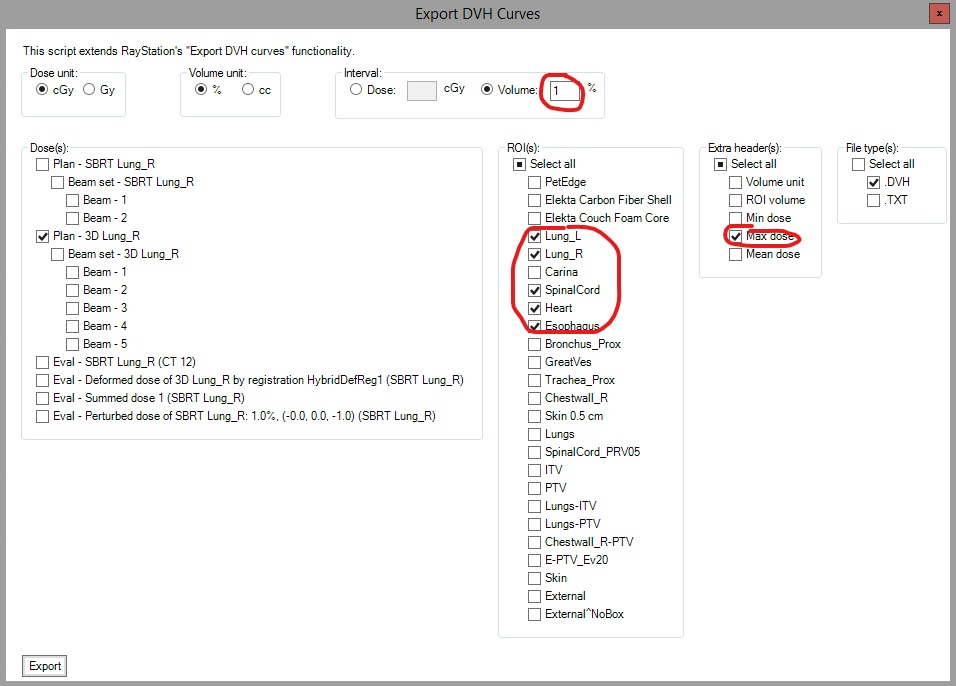 Export DVH Curves
x
This script extends RayStation's "Export DVH curves" functionality.
Dose unit:
cGy
Gy
Volume unit:
%
cc
Interval:
Dose:
cGy
Volume:
1
%
Dose(s):
Plan - SBRT Lung_R
Beam set - SBRT Lung_R
Beam - 1
Beam - 2
Plan - 3D Lung_R
Beam set - 3D Lung_R
Beam - 1
Beam - 2
Beam - 3
Beam - 4
Beam - 5
Eval - SBRT Lung_R (CT 12)
Eval - Deformed dose of 3D Lung_R by registration HybridDefReg1 (SBRT Lung_R)
Eval - Summed dose 1 (SBRT Lung_R)
Eval - Perturbed dose of SBRT Lung_R: 1.0%, (-0.0, 0.0, -1.0) (SBRT Lung_R)
ROI(s):
Select all
PetEdge
Elekta Carbon Fiber Shell
Elekta Couch Foam Core
Lung_L
Lung_R
Carina
SpinalCord
Heart
Esophagus
Bronchus_Prox
GreatVes
Trachea_Prox
Chestwall_R
Skin 0.5 cm
Lungs
SpinalCord_PRV05
ITV
PTV
Lungs-ITV
Lungs-PTV
Chestwall_R-PTV
E-PTV_Ev20
Skin
External
External^NoBox
Extra header(s):
Select all
Volume unit
ROI volume
Min dose
Max dose
Mean dose
File type(s):
Select all
.DVH
.TXT
Export